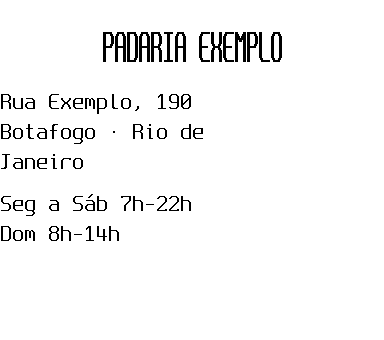 PADARIA EXEMPLO
Rua Exemplo, 190
Botafogo · Rio de
Janeiro
Seg a Sáb 7h-22h
Dom 8h-14h